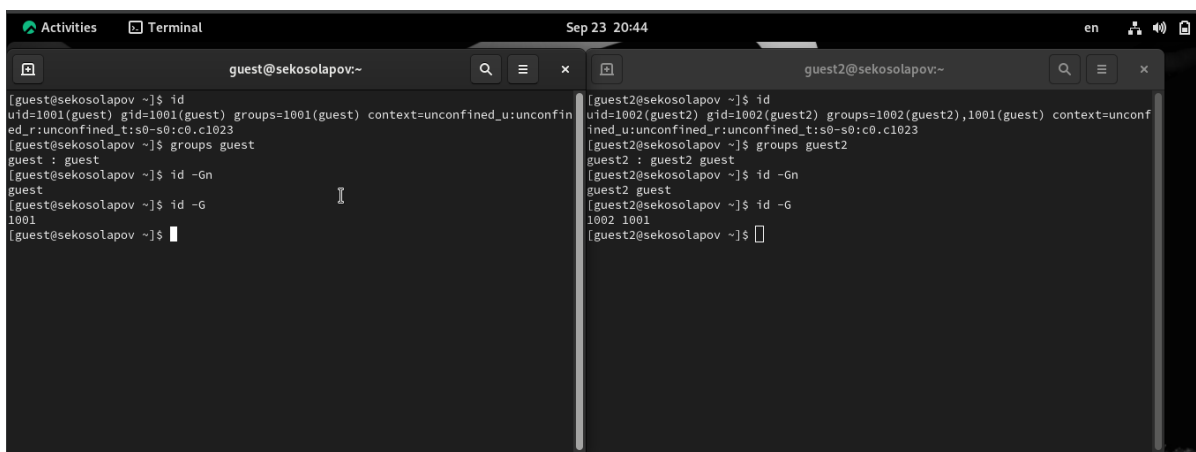 Activities Terminal Sep 23 20:44 en
guest@sekosolapov:~
[guest@sekosolapov ~]$ id
uid=1001(guest) gid=1001(guest) groups=1001(guest) context=unconfined_u:unconfin
ed_r:unconfined_t:s0-s0:c0.c1023
[guest@sekosolapov ~]$ groups guest
guest : guest
[guest@sekosolapov ~]$ id -Gn
guest
[guest@sekosolapov ~]$ id -G
1001
[guest@sekosolapov ~]$
guest2@sekosolapov:~
[guest2@sekosolapov ~]$ id
uid=1002(guest2) gid=1002(guest2) groups=1002(guest2),1001(guest) context=unconf
ined_u:unconfined_r:unconfined_t:s0-s0:c0.c1023
[guest2@sekosolapov ~]$ groups guest2
guest2 : guest2 guest
[guest2@sekosolapov ~]$ id -Gn
guest2 guest
[guest2@sekosolapov ~]$ id -G
1002 1001
[guest2@sekosolapov ~]$